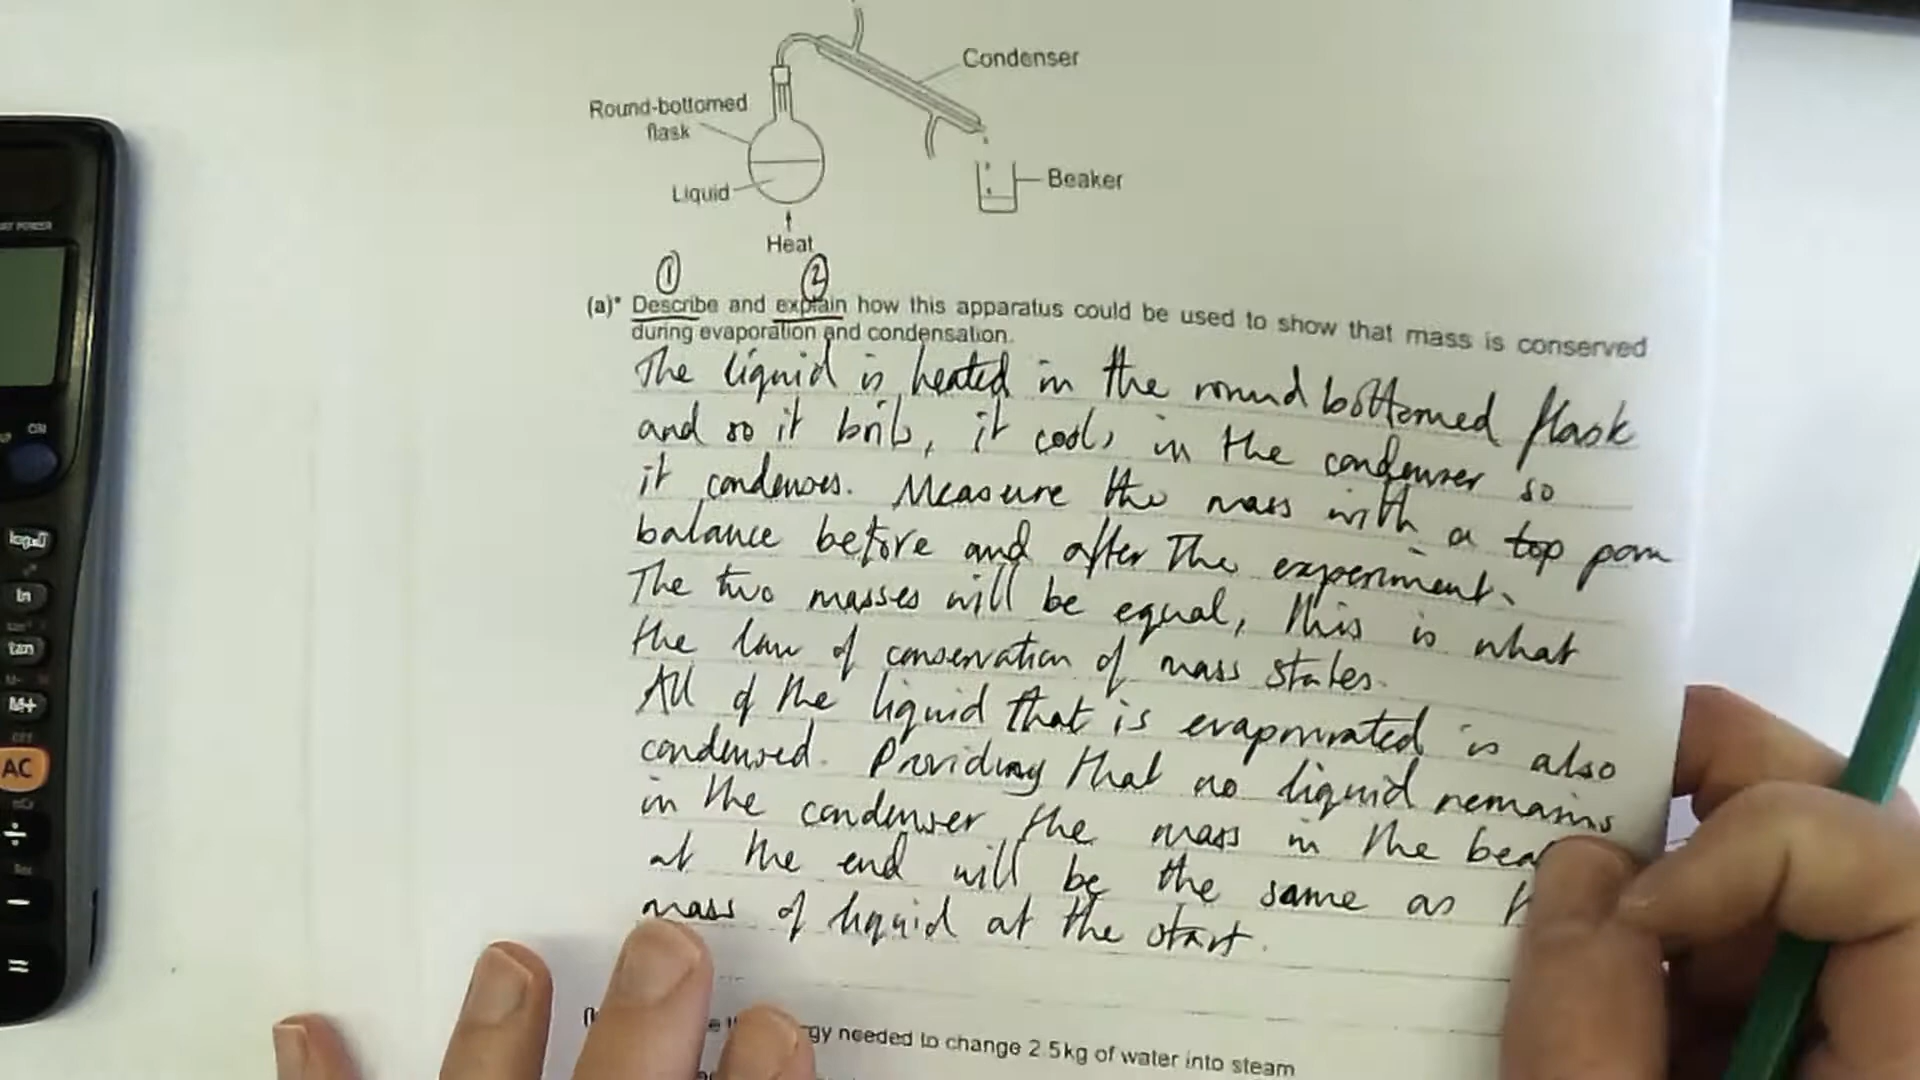 Condenser
Round-bottomed
flask
Liquid
Beaker
Heat
1 2
(a)* Describe and explain how this apparatus could be used to show that mass is conserved
during evaporation and condensation.
The liquid is heated in the round bottomed flask
and so it boils, it cools in the condenser so
it condenses. Measure the mass with a top pan
balance before and after the experiment.
The two masses will be equal, this is what
the law of conservation of mass states.
All of the liquid that is evaporated is also
condensed. Providing that no liquid remains
in the condenser the mass in the
at the end will be the same as
mass of liquid at the start.
needed to change 2.5kg of water into steam
ON
log
ln
tan
M+
AC
÷
−
=